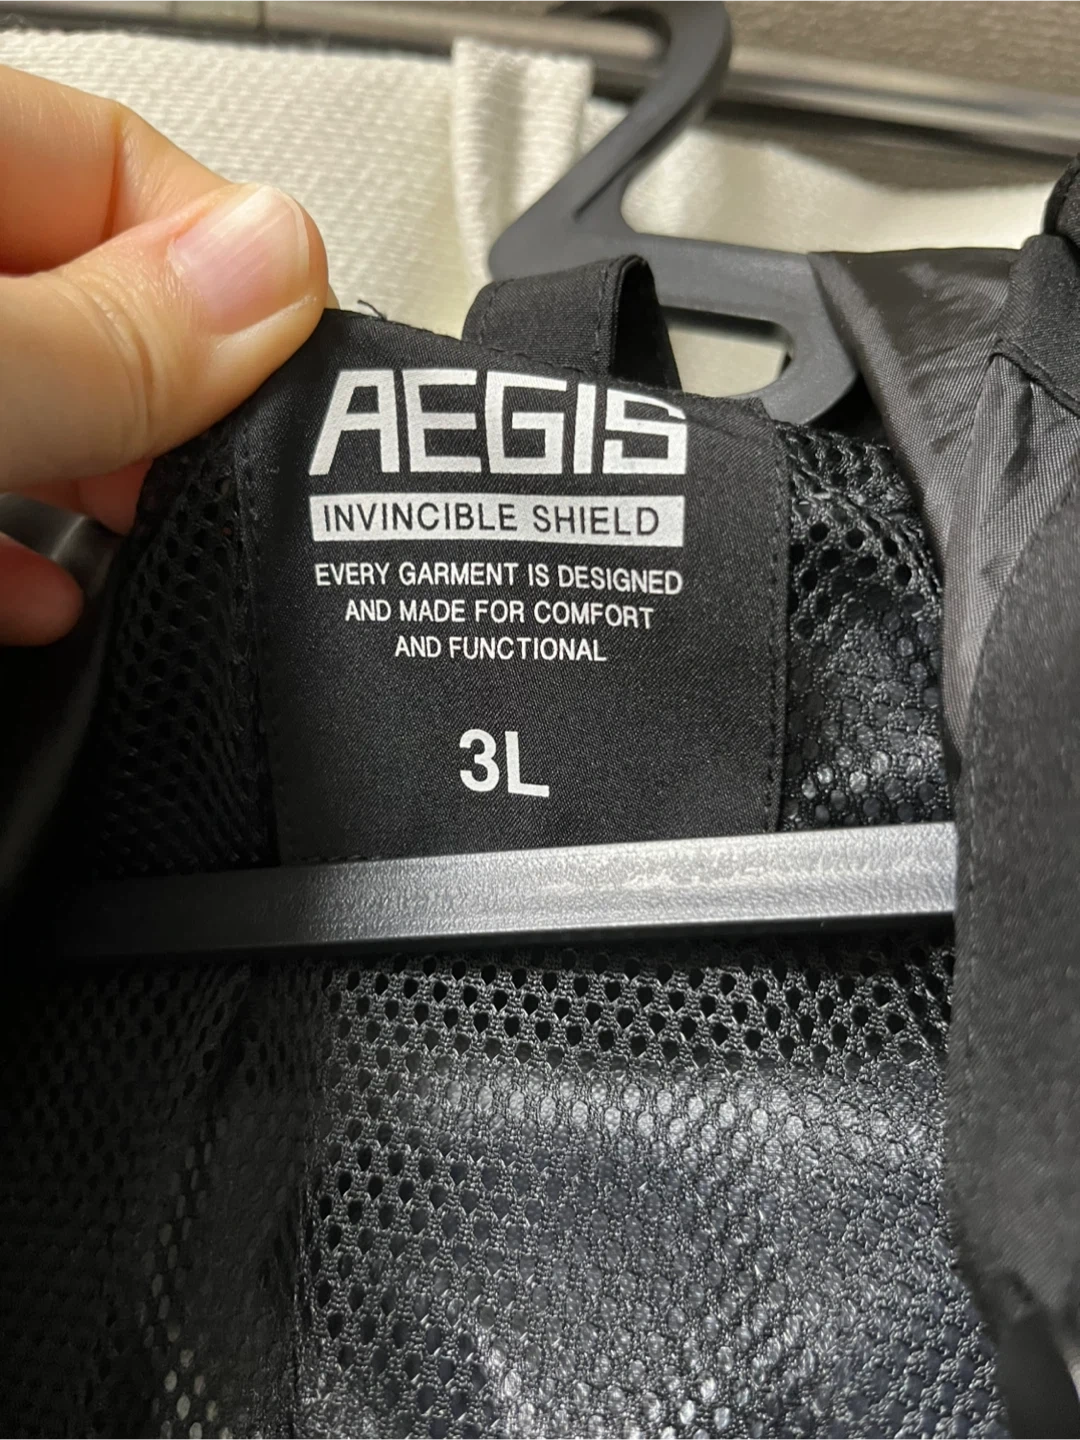 AEGIS
INVINCIBLE SHIELD
EVERY GARMENT IS DESIGNED
AND MADE FOR COMFORT
AND FUNCTIONAL
3L